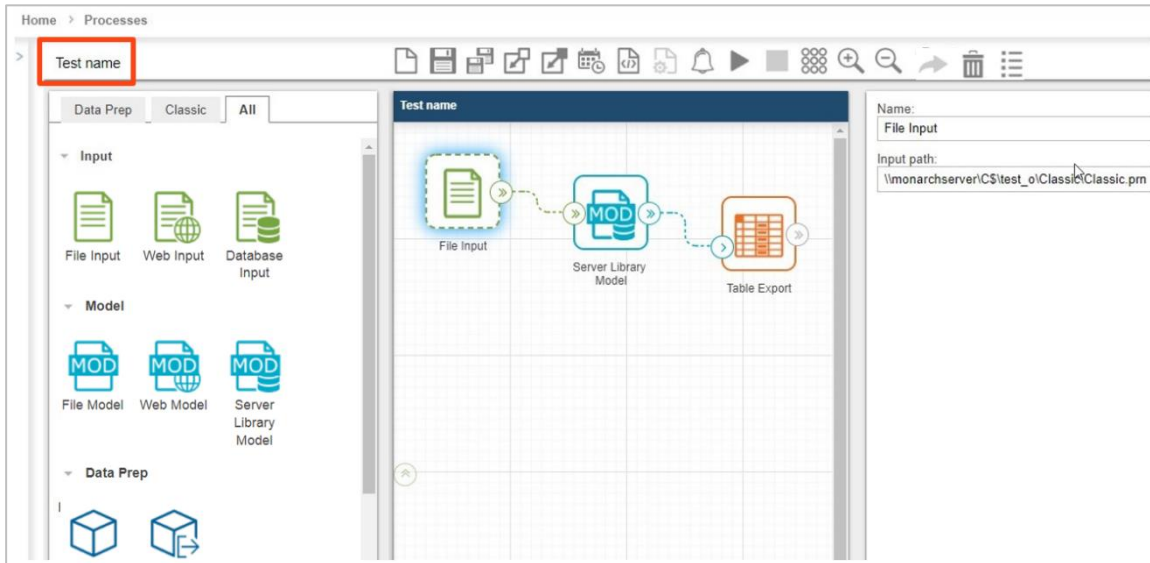 Home > Processes
Test name
Data Prep Classic All
Input
File Input Web Input Database Input
Model
MOD MOD MOD
File Model Web Model Server Library Model
Data Prep
Test name
File Input
MOD
Server Library
Model
Table Export
Name:
File Input
Input path:
\\monarchserver\C$\test_o\Classic\Classic.prn